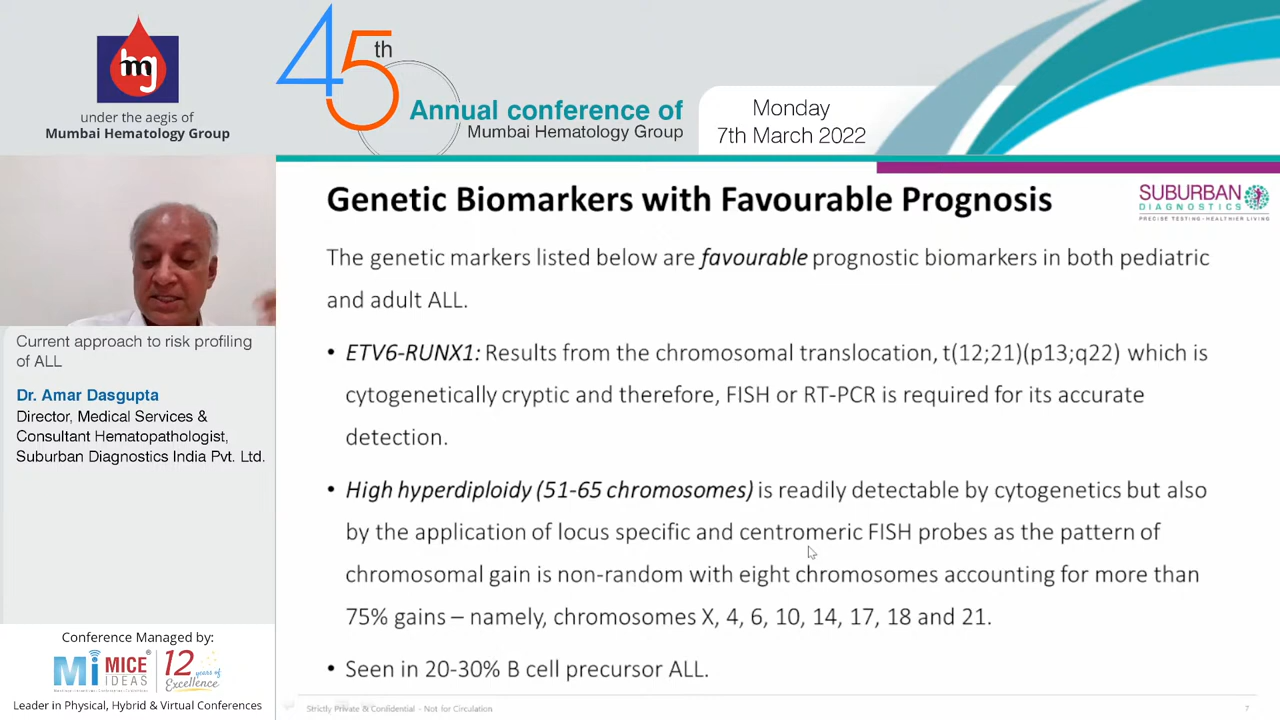 hmg
under the aegis of
Mumbai Hematology Group
45th
Annual conference of
Mumbai Hematology Group
Monday
7th March 2022
Genetic Biomarkers with Favourable Prognosis
SUBURBAN
DIAGNOSTICS
PRECISE TESTING • HEALTHIER LIVING
The genetic markers listed below are favourable prognostic biomarkers in both pediatric
and adult ALL.
• ETV6-RUNX1: Results from the chromosomal translocation, t(12;21)(p13;q22) which is
cytogenetically cryptic and therefore, FISH or RT-PCR is required for its accurate
detection.
• High hyperdiploidy (51-65 chromosomes) is readily detectable by cytogenetics but also
by the application of locus specific and centromeric FISH probes as the pattern of
chromosomal gain is non-random with eight chromosomes accounting for more than
75% gains – namely, chromosomes X, 4, 6, 10, 14, 17, 18 and 21.
• Seen in 20-30% B cell precursor ALL.
Strictly Private & Confidential - Not for Circulation
7
Current approach to risk profiling
of ALL
Dr. Amar Dasgupta
Director, Medical Services &
Consultant Hematopathologist,
Suburban Diagnostics India Pvt. Ltd.
Conference Managed by:
Mi MICE IDEAS®
12 years of Excellence
Leader in Physical, Hybrid & Virtual Conferences